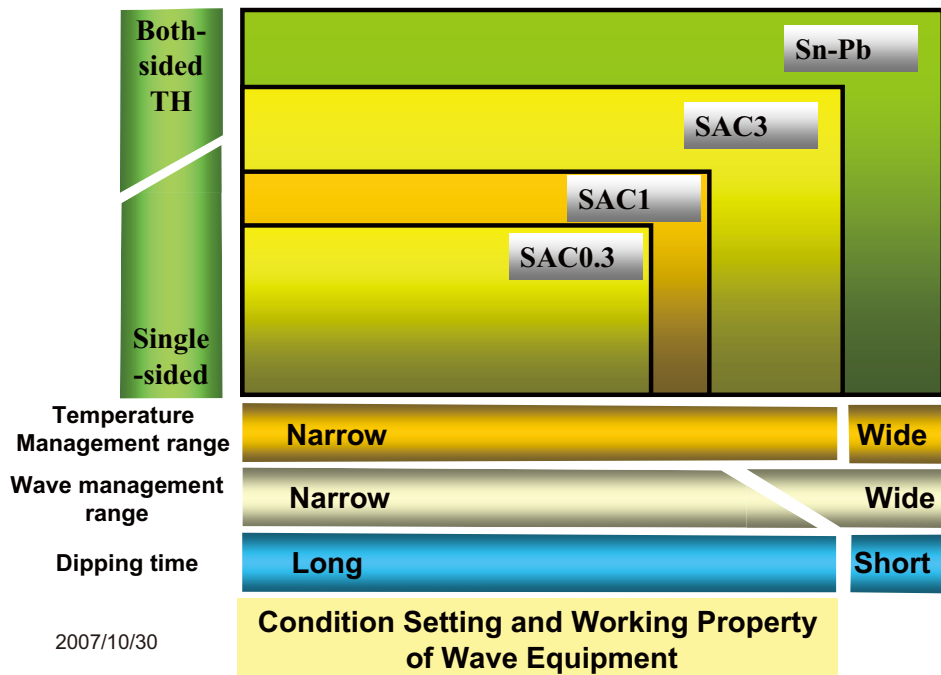 Both-
sided
TH
Sn-Pb
SAC3
SAC1
SAC0.3
Single
-sided
Temperature
Management range
Narrow
Wide
Wave management
range
Narrow
Wide
Dipping time
Long
Short
2007/10/30
Condition Setting and Working Property
of Wave Equipment